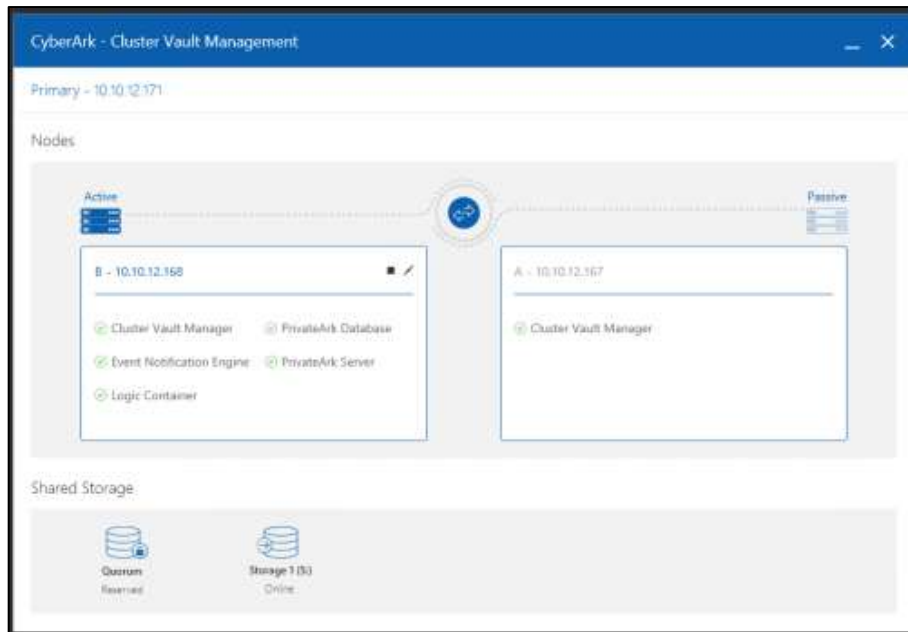 CyberArk - Cluster Vault Management
Primary - 10.10.12.171
Nodes
Active
Passive
B - 10.10.12.168
A - 10.10.12.167
Cluster Vault Manager
PrivateArk Database
Cluster Vault Manager
Event Notification Engine
PrivateArk Server
Logic Container
Shared Storage
Quorum
Storage 1 (S:)
Reserved
Online